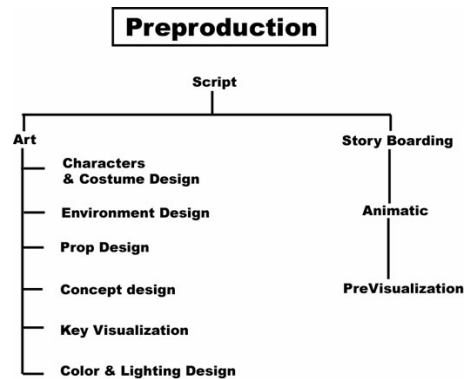 Preproduction
Script
Art
Story Boarding
Characters
& Costume Design
Environment Design
Animatic
Prop Design
Concept design
PreVisualization
Key Visualization
Color & Lighting Design